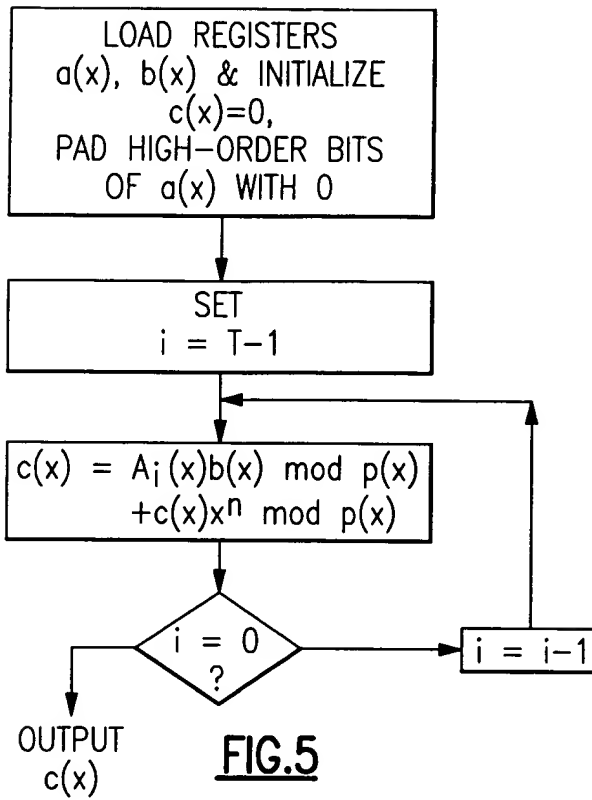 LOAD REGISTERS
a(x), b(x) & INITIALIZE
c(x)=0,
PAD HIGH-ORDER BITS
OF a(x) WITH 0
SET
i = T-1
c(x) = Ai(x)b(x) mod p(x)
+c(x)xⁿ mod p(x)
i = 0
?
i = i-1
OUTPUT
c(x)
FIG.5